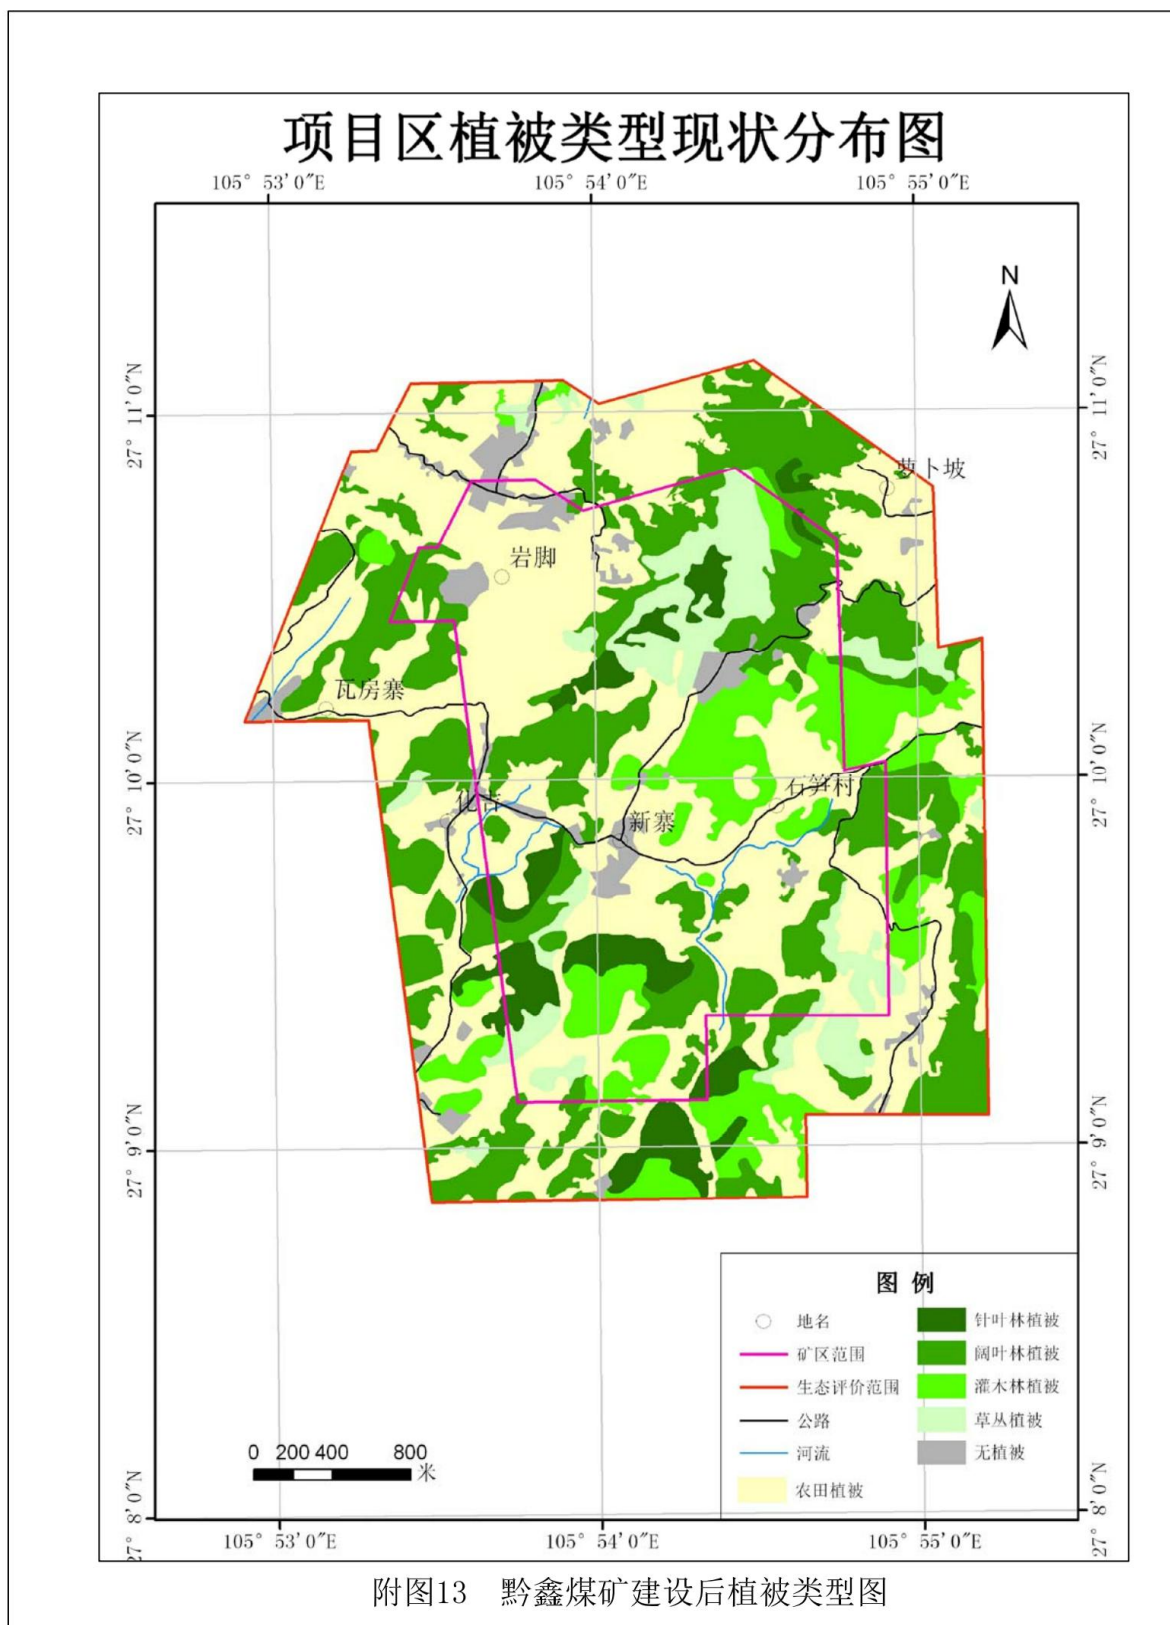 项目区植被类型现状分布图
105° 53′0″E
105° 54′0″E
105° 55′0″E
N
27° 11′0″N
27° 11′0″N
萝卜坡
岩脚
瓦房寨
27° 10′0″N
27° 10′0″N
石笋村
化吉
新寨
27° 9′0″N
27° 9′0″N
图 例
地名
针叶林植被
矿区范围
阔叶林植被
生态评价范围
灌木林植被
公路
草丛植被
河流
无植被
农田植被
0 200 400 800
米
27° 8′0″N
27° 8′0″N
105° 53′0″E
105° 54′0″E
105° 55′0″E
附图13 黔鑫煤矿建设后植被类型图